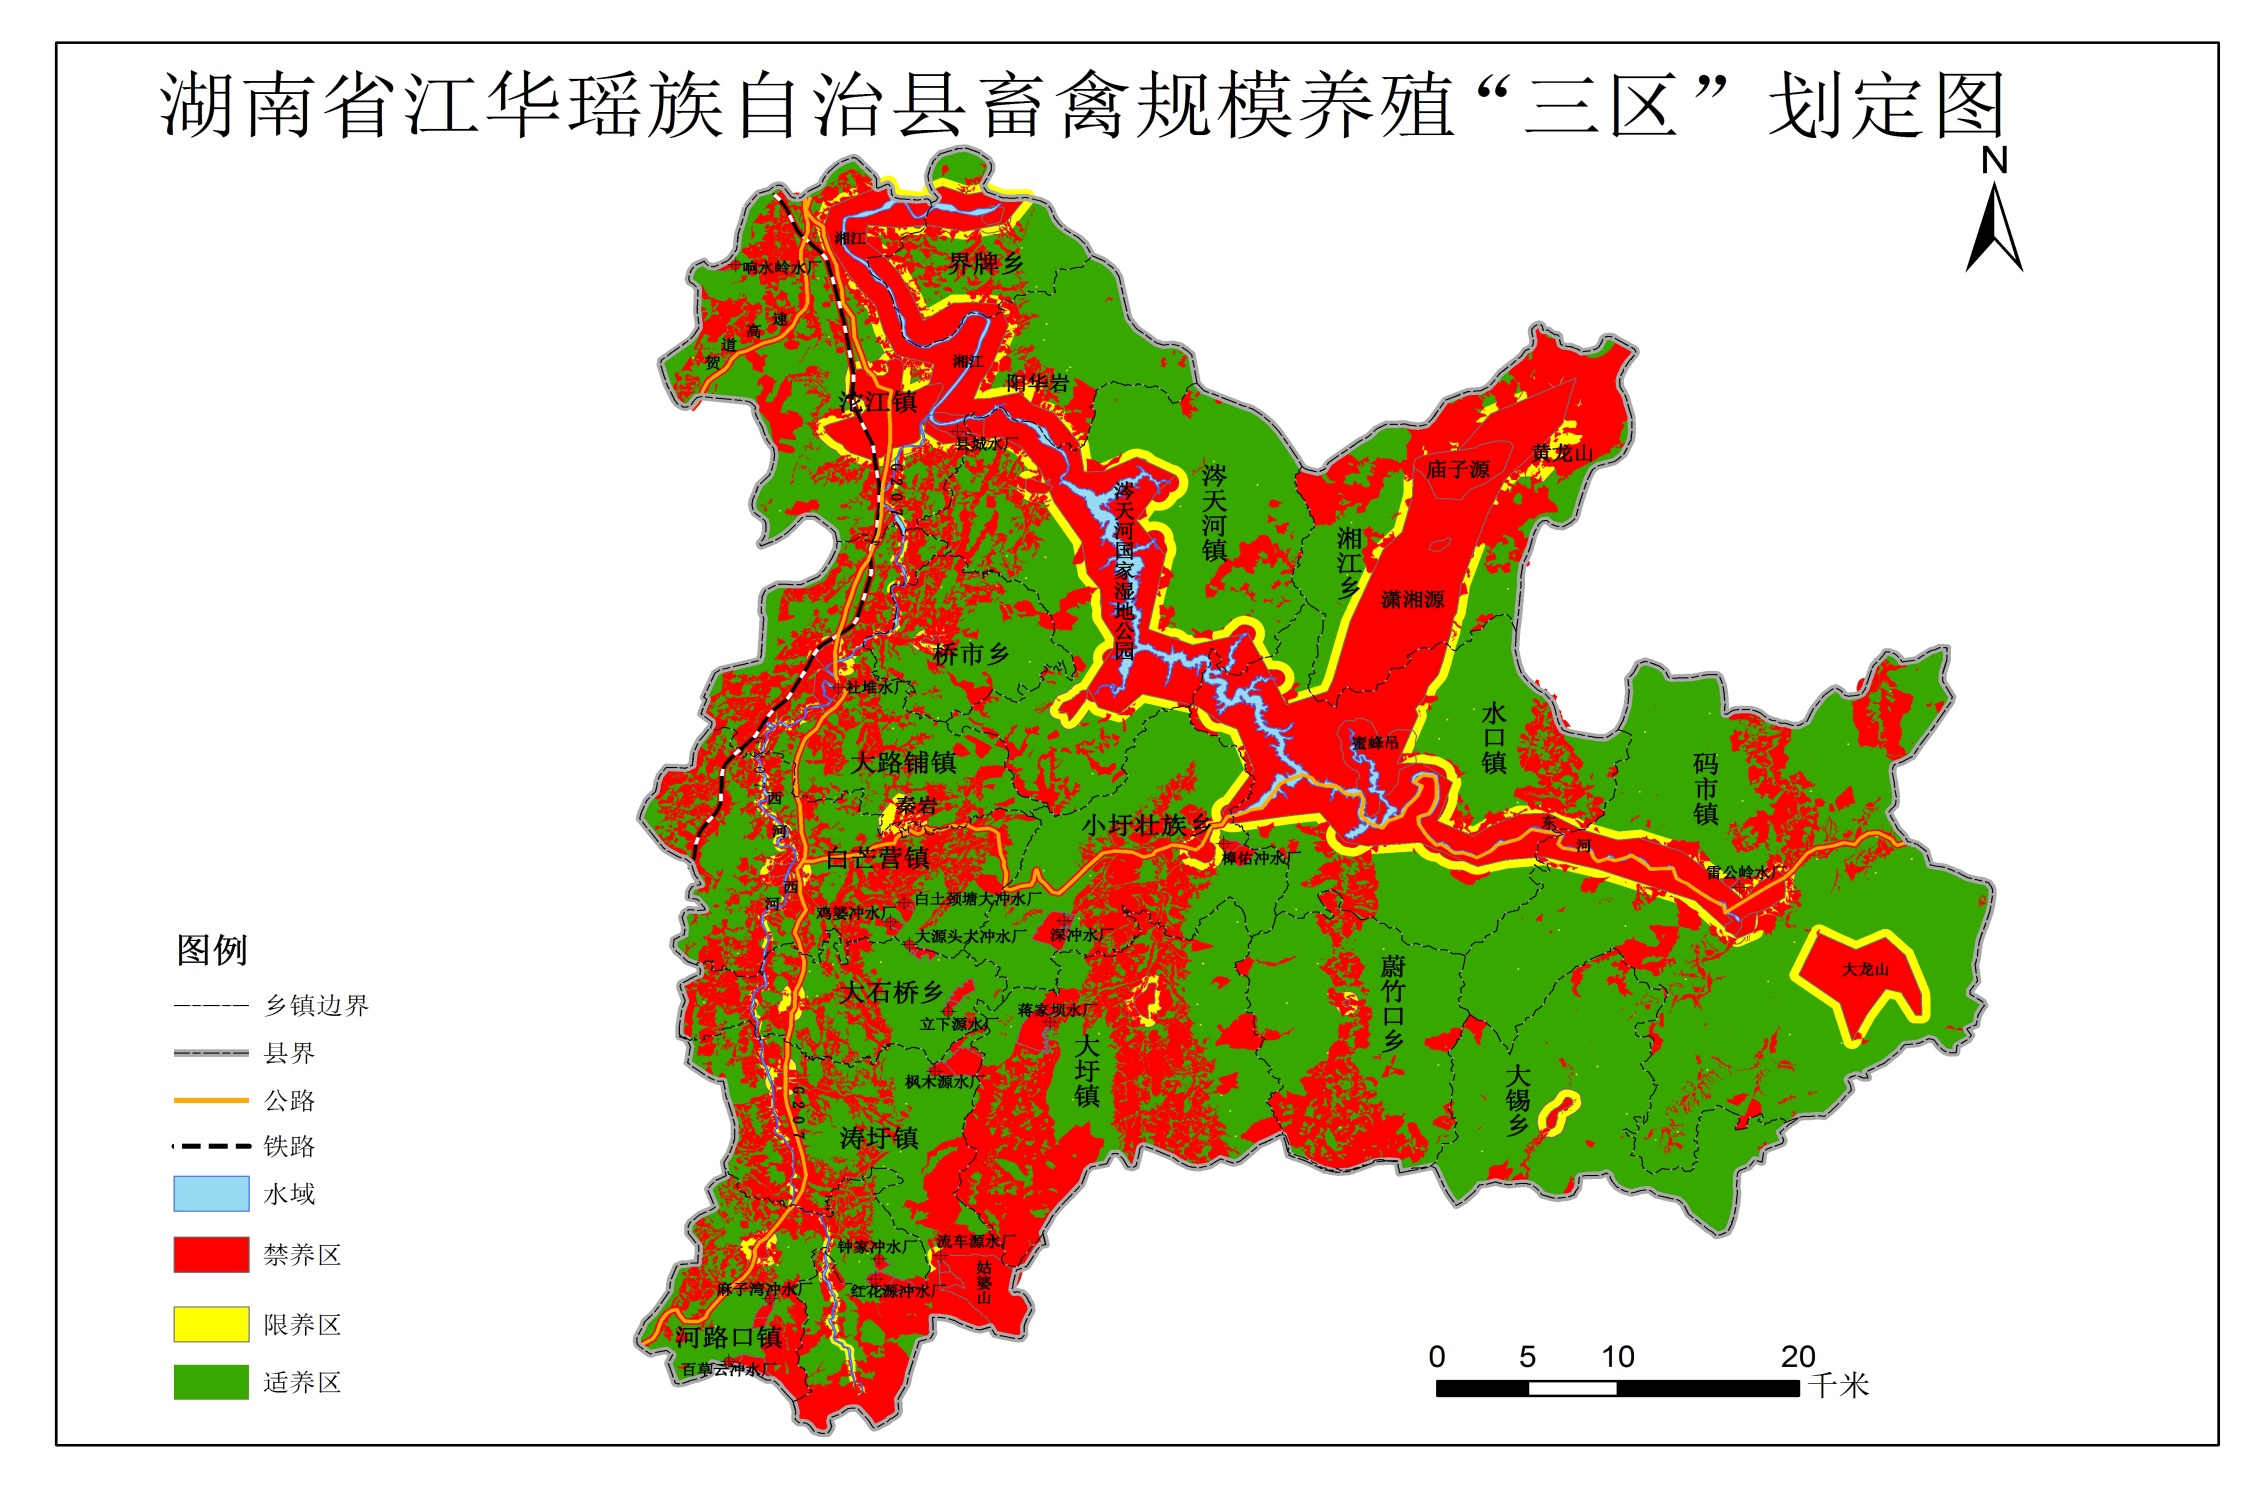 湖南省江华瑶族自治县畜禽规模养殖“三区”划定图
N
湘江
界牌乡
响水岭水厂
道贺高速
湘江
阳华岩
沱江镇
县城水厂
G207
涔天河国家湿地公园
涔天河镇
湘江乡
庙子源
黄龙山
潇湘源
桥市乡
社堆水厂
水口镇
蜜蜂吊
码市镇
大路铺镇
秦岩
西河
小圩壮族乡
东河
白芒营镇
樟佑冲水厂
雷公岭水厂
西河
白土颈塘大冲水厂
鸡婆冲水厂
大源头大冲水厂
深冲水厂
蔚竹口乡
大龙山
大石桥乡
立下源水厂
蒋家坝水厂
大圩镇
枫木源水厂
大锡乡
G207
涛圩镇
钟家冲水厂
流车源水厂
姑婆山
麻子湾冲水厂
红花源冲水厂
河路口镇
百草云冲水厂
图例
乡镇边界
县界
公路
铁路
水域
禁养区
限养区
适养区
0 5 10 20
千米